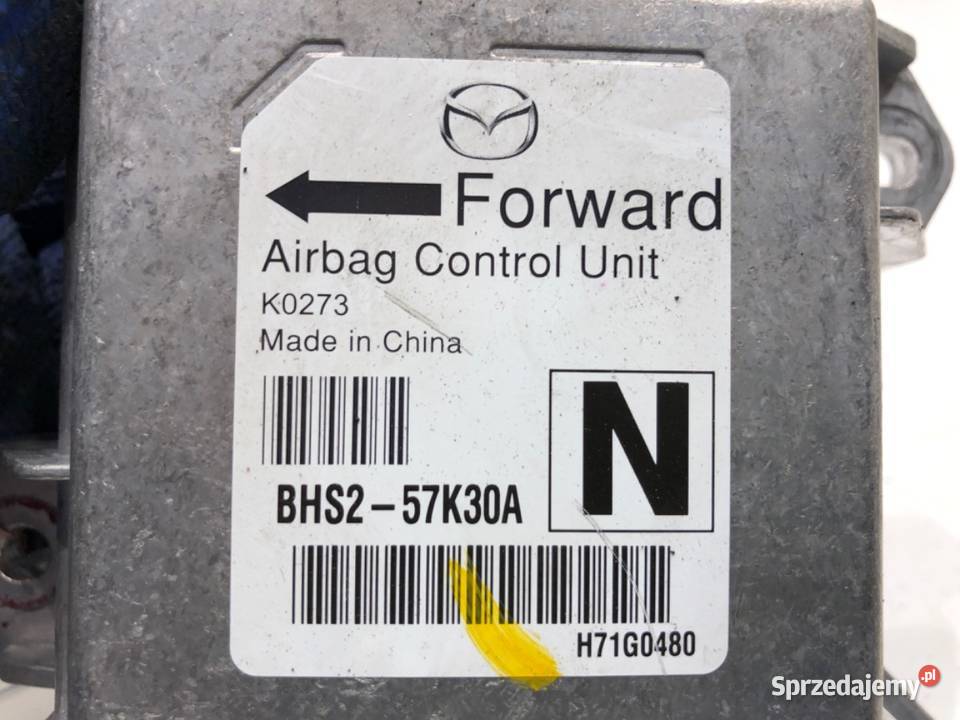 Forward
Airbag Control Unit
K0273
Made in China
N
BHS2-57K30A
H71G0480
Sprzedajemy.pl